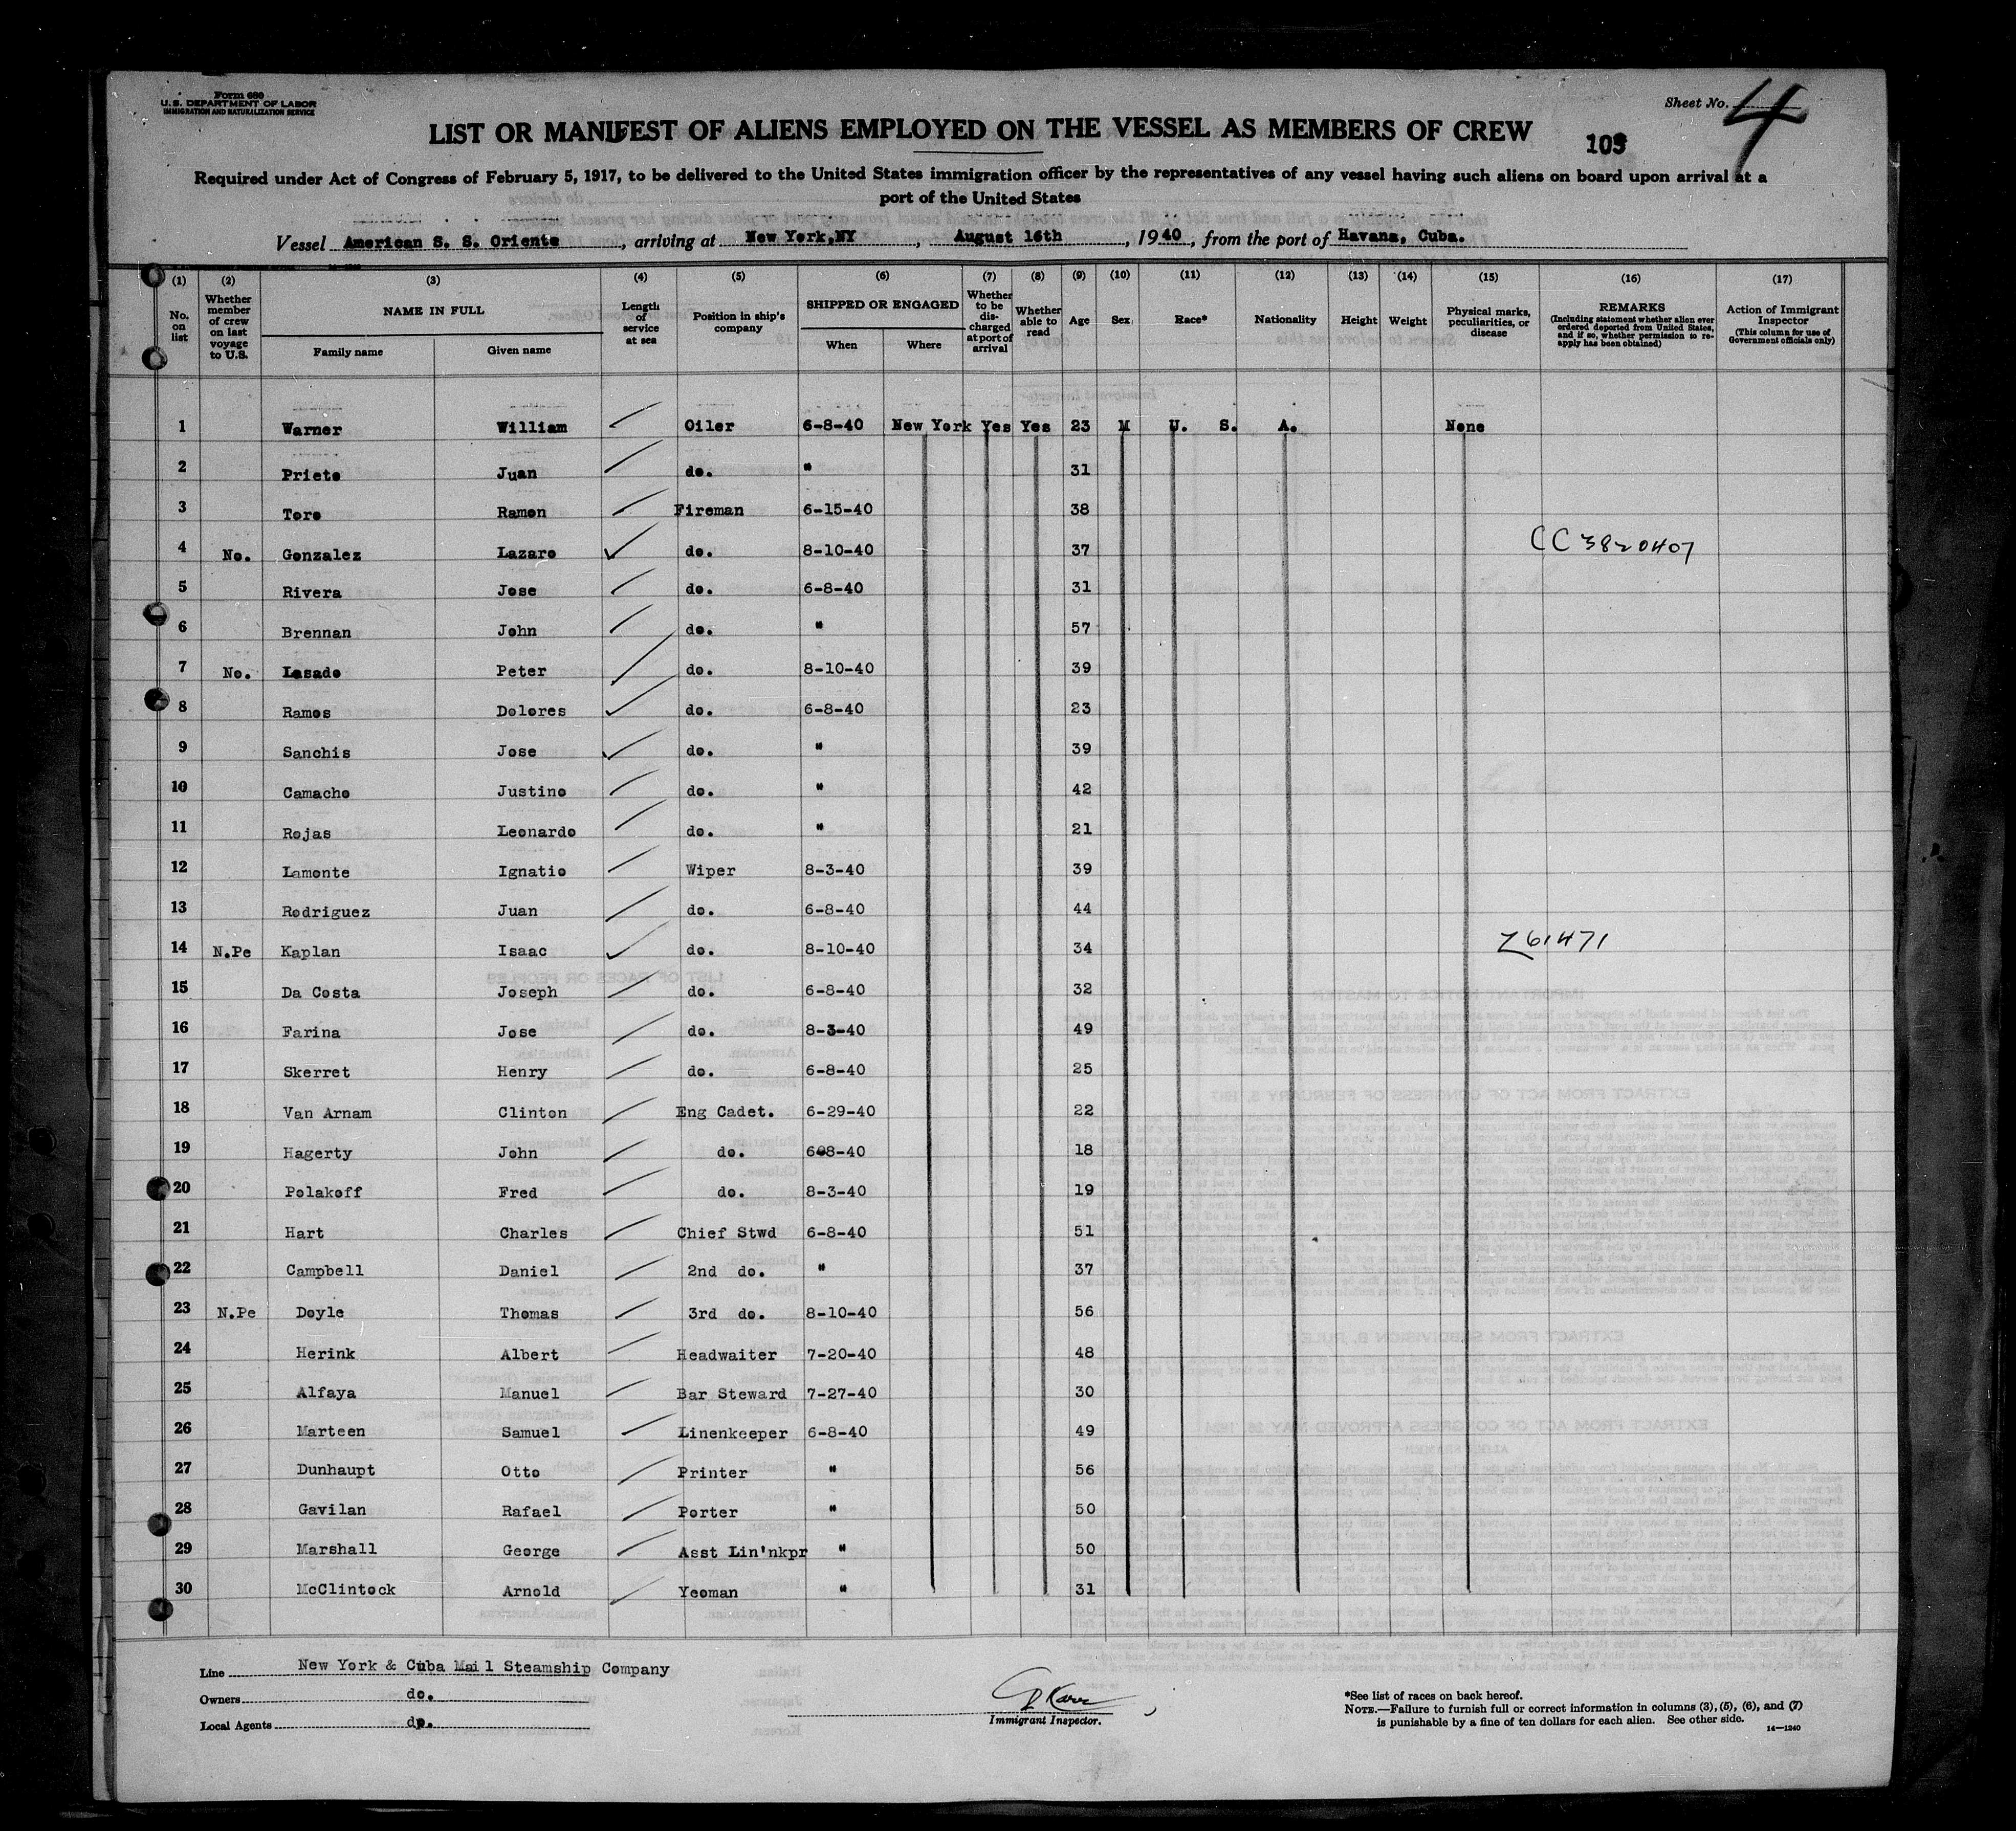 Form 680
U.S. DEPARTMENT OF LABOR
IMMIGRATION AND NATURALIZATION SERVICE
Sheet No. 4
LIST OR MANIFEST OF ALIENS EMPLOYED ON THE VESSEL AS MEMBERS OF CREW
103
Required under Act of Congress of February 5, 1917, to be delivered to the United States immigration officer by the representatives of any vessel having such aliens on board upon arrival at a
port of the United States
Vessel American S. S. Oriente, arriving at New York,NY, August 16th, 1940, from the port of Havana, Cuba.
(1) (2) (3) (4) (5) (6) (7) (8) (9) (10) (11) (12) (13) (14) (15) (16) (17)
No. on list
Whether member of crew on last voyage to U.S.
NAME IN FULL
Family name
Given name
Length of service at sea
Position in ship's company
SHIPPED OR ENGAGED
When
Where
Whether to be discharged at port of arrival
Whether able to read
Age
Sex
Race*
Nationality
Height
Weight
Physical marks, peculiarities, or disease
REMARKS
(Including statement whether alien ever ordered deported from United States, and if so, whether permission to re-apply has been obtained)
Action of Immigrant Inspector
(This column for use of Government officials only)
1 Warner William Oiler 6-8-40 New York Yes Yes 23 M U. S. A. None
2 Prieto Juan do. " 31
3 Toro Ramon Fireman 6-15-40 38
4 No. Gonzalez Lazaro do. 8-10-40 37 CC 3820407
5 Rivera Jose do. 6-8-40 31
6 Brennan John do. " 57
7 No. Lasado Peter do. 8-10-40 39
8 Ramos Dolores do. 6-8-40 23
9 Sanchis Jose do. " 39
10 Camacho Justino do. " 42
11 Rojas Leonardo do. " 21
12 Lamonte Ignatio Wiper 8-3-40 39
13 Rodriguez Juan do. 6-8-40 44
14 N.Pe Kaplan Isaac do. 8-10-40 34 Z61471
15 Da Costa Joseph do. 6-8-40 32
16 Farina Jose do. 8-3-40 49
17 Skerret Henry do. 6-8-40 25
18 Van Arnam Clinton Eng Cadet. 6-29-40 22
19 Hagerty John do. 6-8-40 18
20 Polakoff Fred do. 8-3-40 19
21 Hart Charles Chief Stwd 6-8-40 51
22 Campbell Daniel 2nd do. " 37
23 N.Pe Doyle Thomas 3rd do. 8-10-40 56
24 Herink Albert Headwaiter 7-20-40 48
25 Alfaya Manuel Bar Steward 7-27-40 30
26 Marteen Samuel Linenkeeper 6-8-40 49
27 Dunhaupt Otto Printer " 56
28 Gavilan Rafael Porter " 50
29 Marshall George Asst Lin'nkpr " 50
30 McClintock Arnold Yeoman " 31
Line New York & Cuba Mail Steamship Company
Owners do.
Local Agents do.
Immigrant Inspector.
*See list of races on back hereof.
NOTE.—Failure to furnish full or correct information in columns (3), (5), (6), and (7)
is punishable by a fine of ten dollars for each alien. See other side.
14—1240